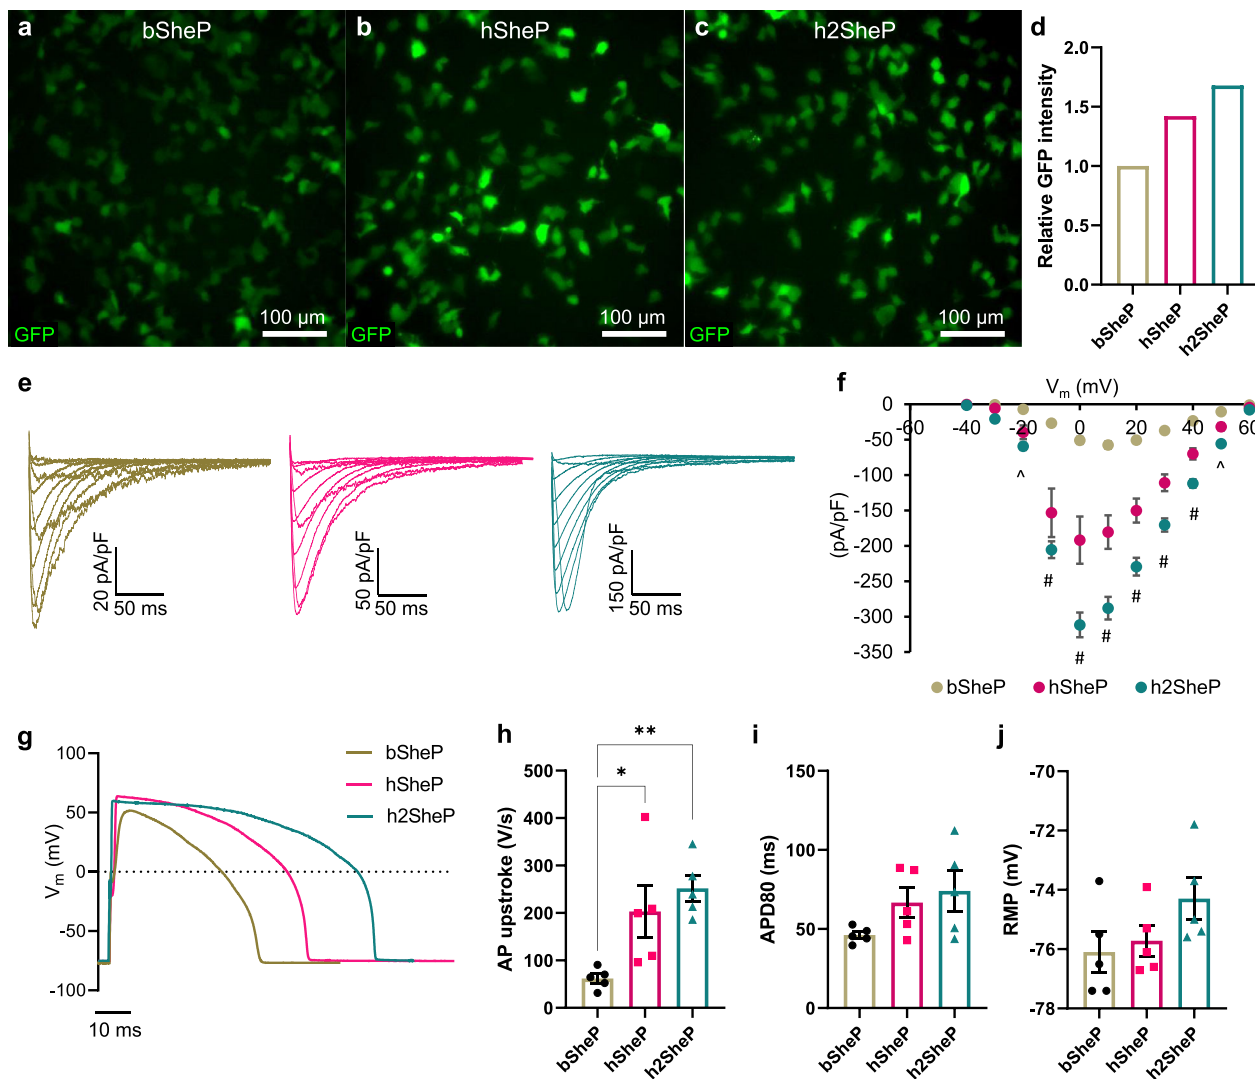 a
bSheP
GFP
100 µm
b
hSheP
GFP
100 µm
c
h2SheP
GFP
100 µm
d
Relative GFP intensity
2.0
1.5
1.0
0.5
0.0
bSheP
hSheP
h2SheP
e
20 pA/pF
50 ms
50 pA/pF
50 ms
150 pA/pF
50 ms
f
Vm (mV)
-60
-40
-20
0
20
40
60
0
-50
-100
-150
-200
-250
-300
-350
(pA/pF)
^
#
#
#
#
#
#
^
bSheP
hSheP
h2SheP
g
Vm (mV)
100
50
0
-50
-100
10 ms
bSheP
hSheP
h2SheP
h
AP upstroke (V/s)
500
400
300
200
100
0
**
*
bSheP
hSheP
h2SheP
i
APD80 (ms)
150
100
50
0
bSheP
hSheP
h2SheP
j
RMP (mV)
-70
-72
-74
-76
-78
bSheP
hSheP
h2SheP